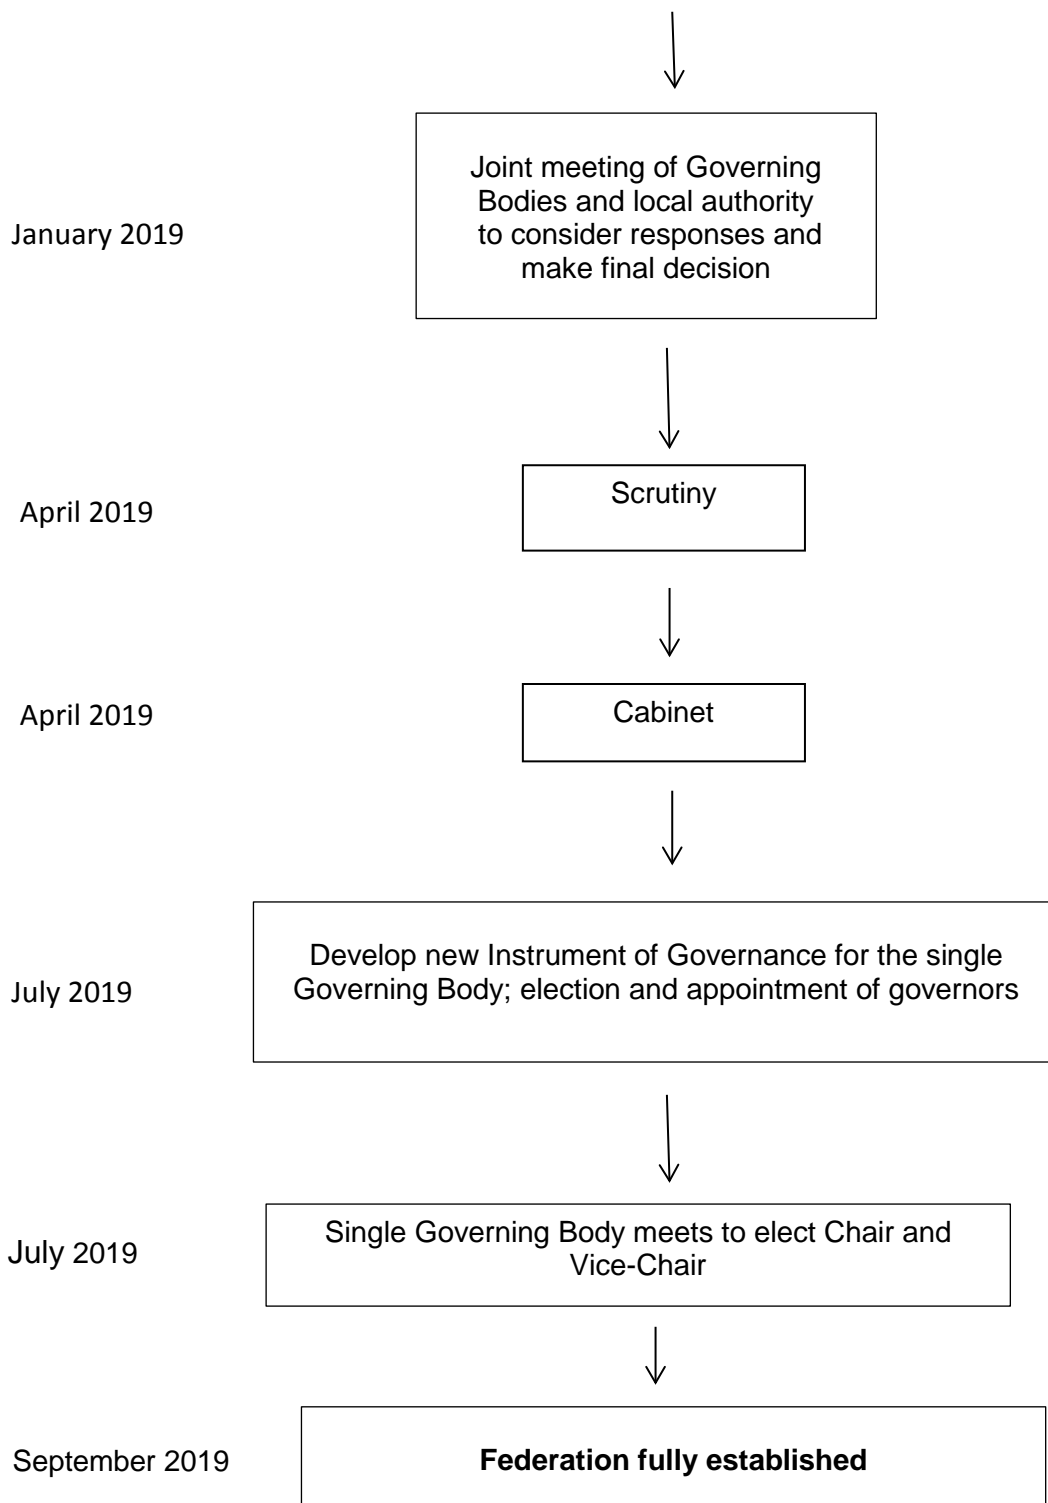 January 2019
Joint meeting of Governing
Bodies and local authority
to consider responses and
make final decision
April 2019
Scrutiny
April 2019
Cabinet
July 2019
Develop new Instrument of Governance for the single
Governing Body; election and appointment of governors
July 2019
Single Governing Body meets to elect Chair and
Vice-Chair
September 2019
Federation fully established